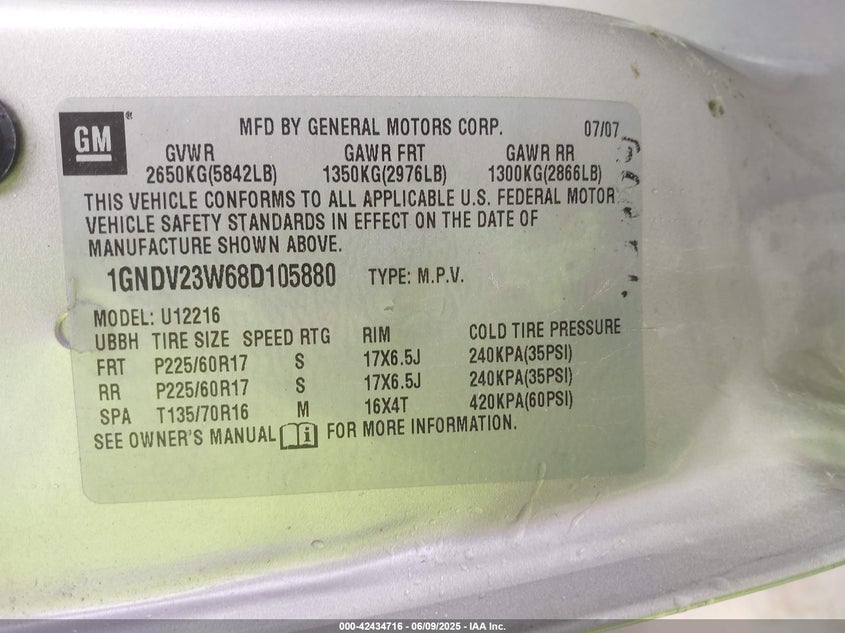 GM®
MFD BY GENERAL MOTORS CORP. 07/07
GVWR GAWR FRT GAWR RR
2650KG(5842LB) 1350KG(2976LB) 1300KG(2866LB)
THIS VEHICLE CONFORMS TO ALL APPLICABLE U.S. FEDERAL MOTOR
VEHICLE SAFETY STANDARDS IN EFFECT ON THE DATE OF
MANUFACTURE SHOWN ABOVE.
1GNDV23W68D105880 TYPE: M.P.V.
MODEL: U12216
UBBH TIRE SIZE SPEED RTG RIM COLD TIRE PRESSURE
FRT P225/60R17 S 17X6.5J 240KPA(35PSI)
RR P225/60R17 S 17X6.5J 240KPA(35PSI)
SPA T135/70R16 M 16X4T 420KPA(60PSI)
SEE OWNER'S MANUAL i FOR MORE INFORMATION.
000-42434716 - 06/09/2025 - IAA Inc.